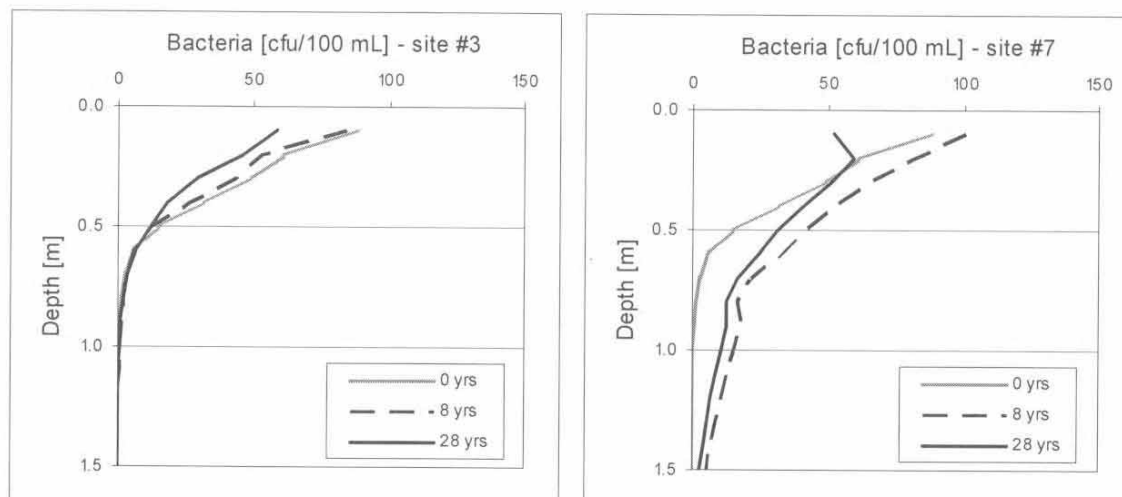 Bacteria [cfu/100 mL] - site #3
0 50 100 150
0.0
0.5
1.0
1.5
Depth [m]
0 yrs
8 yrs
28 yrs
Bacteria [cfu/100 mL] - site #7
0 50 100 150
0.0
0.5
1.0
1.5
Depth [m]
0 yrs
8 yrs
28 yrs